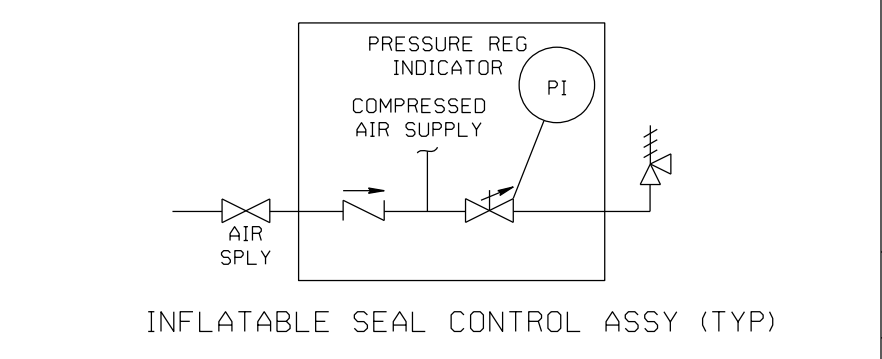 PRESSURE REG
INDICATOR
PI
COMPRESSED
AIR SUPPLY
AIR
SPLY
INFLATABLE SEAL CONTROL ASSY (TYP)